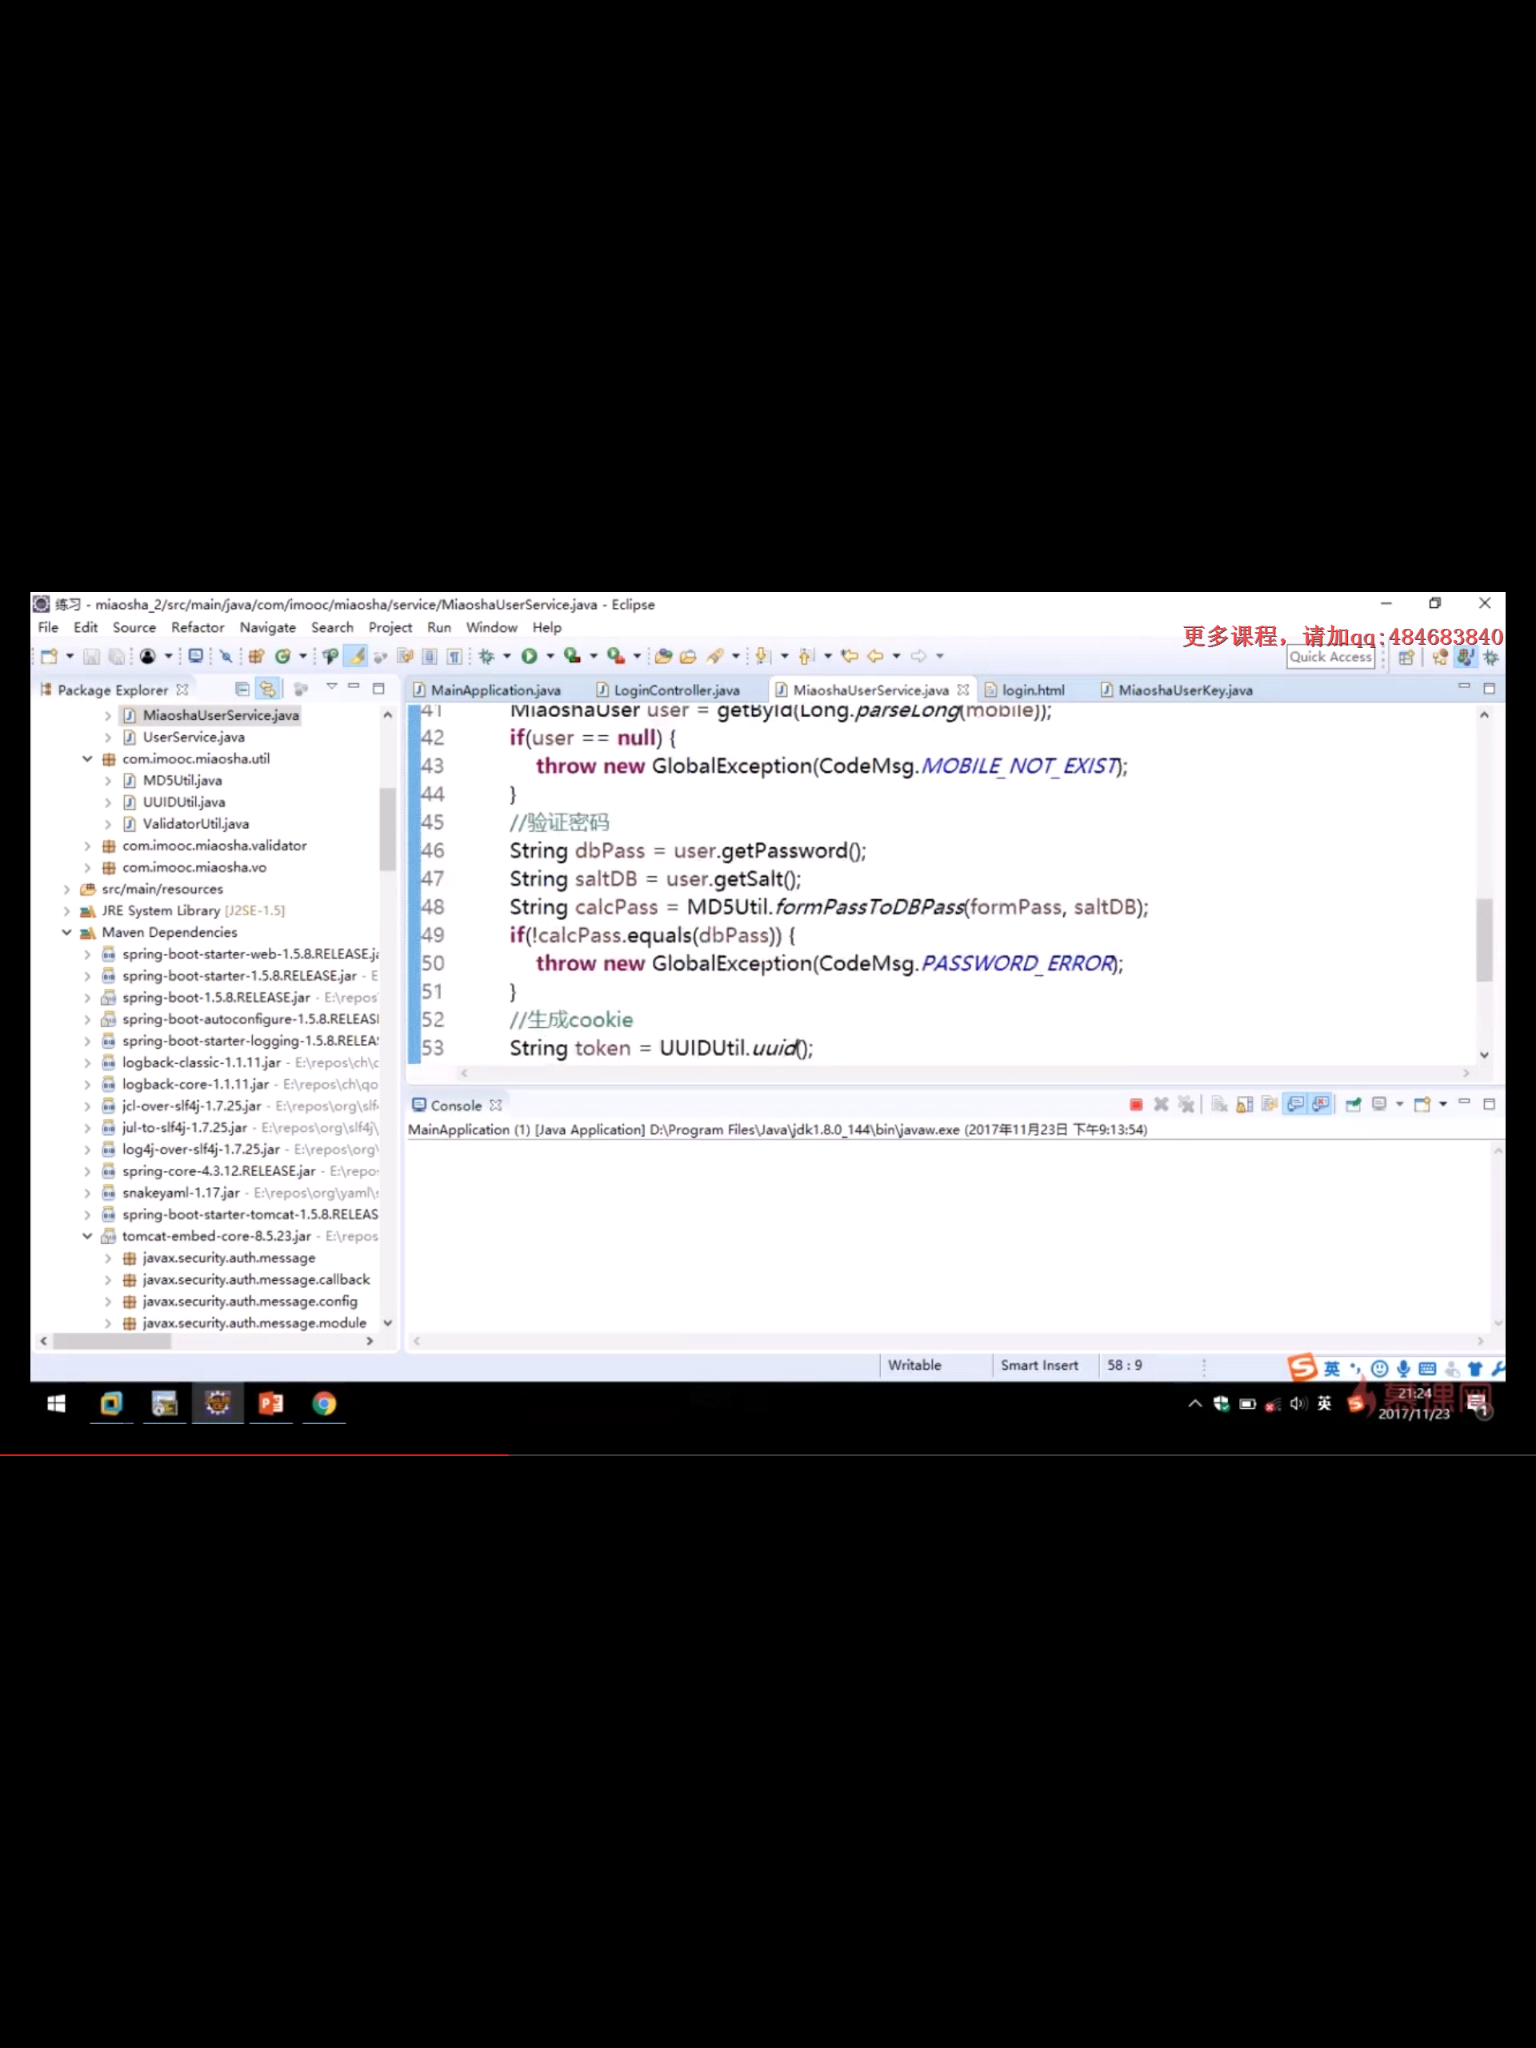 练习 - miaosha_2/src/main/java/com/imooc/miaosha/service/MiaoshaUserService.java - Eclipse
File Edit Source Refactor Navigate Search Project Run Window Help
更多课程，请加qq:484683840
Quick Access
Package Explorer
MainApplication.java LoginController.java MiaoshaUserService.java login.html MiaoshaUserKey.java
MiaoshaUserService.java
UserService.java
com.imooc.miaosha.util
MD5Util.java
UUIDUtil.java
ValidatorUtil.java
com.imooc.miaosha.validator
com.imooc.miaosha.vo
src/main/resources
JRE System Library [J2SE-1.5]
Maven Dependencies
spring-boot-starter-web-1.5.8.RELEASE.ja
spring-boot-starter-1.5.8.RELEASE.jar - E
spring-boot-1.5.8.RELEASE.jar - E:\repos
spring-boot-autoconfigure-1.5.8.RELEASI
spring-boot-starter-logging-1.5.8.RELEA
logback-classic-1.1.11.jar - E:\repos\ch\c
logback-core-1.1.11.jar - E:\repos\ch\qo
jcl-over-slf4j-1.7.25.jar - E:\repos\org\slf
jul-to-slf4j-1.7.25.jar - E:\repos\org\slf4j\
log4j-over-slf4j-1.7.25.jar - E:\repos\org\
spring-core-4.3.12.RELEASE.jar - E:\repo
snakeyaml-1.17.jar - E:\repos\org\yaml\s
spring-boot-starter-tomcat-1.5.8.RELEAS
tomcat-embed-core-8.5.23.jar - E:\repos
javax.security.auth.message
javax.security.auth.message.callback
javax.security.auth.message.config
javax.security.auth.message.module
41 MiaoshaUser user = getById(Long.parseLong(mobile));
42 if(user == null) {
43 throw new GlobalException(CodeMsg.MOBILE_NOT_EXIST);
44 }
45 //验证密码
46 String dbPass = user.getPassword();
47 String saltDB = user.getSalt();
48 String calcPass = MD5Util.formPassToDBPass(formPass, saltDB);
49 if(!calcPass.equals(dbPass)) {
50 throw new GlobalException(CodeMsg.PASSWORD_ERROR);
51 }
52 //生成cookie
53 String token = UUIDUtil.uuid();
Console
MainApplication (1) [Java Application] D:\Program Files\Java\jdk1.8.0_144\bin\javaw.exe (2017年11月23日 下午9:13:54)
Writable Smart Insert 58 : 9
英
英
慕课网
21:24
2017/11/23